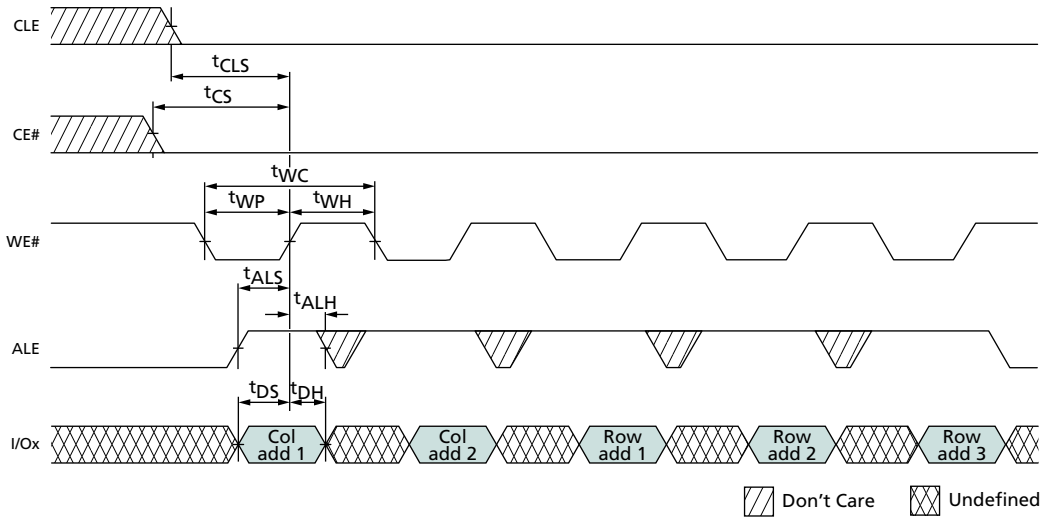 CLE
tCLS
tCS
CE#
tWC
tWP
tWH
WE#
tALS
tALH
ALE
tDS
tDH
I/Ox
Col
add 1
Col
add 2
Row
add 1
Row
add 2
Row
add 3
Don't Care
Undefined